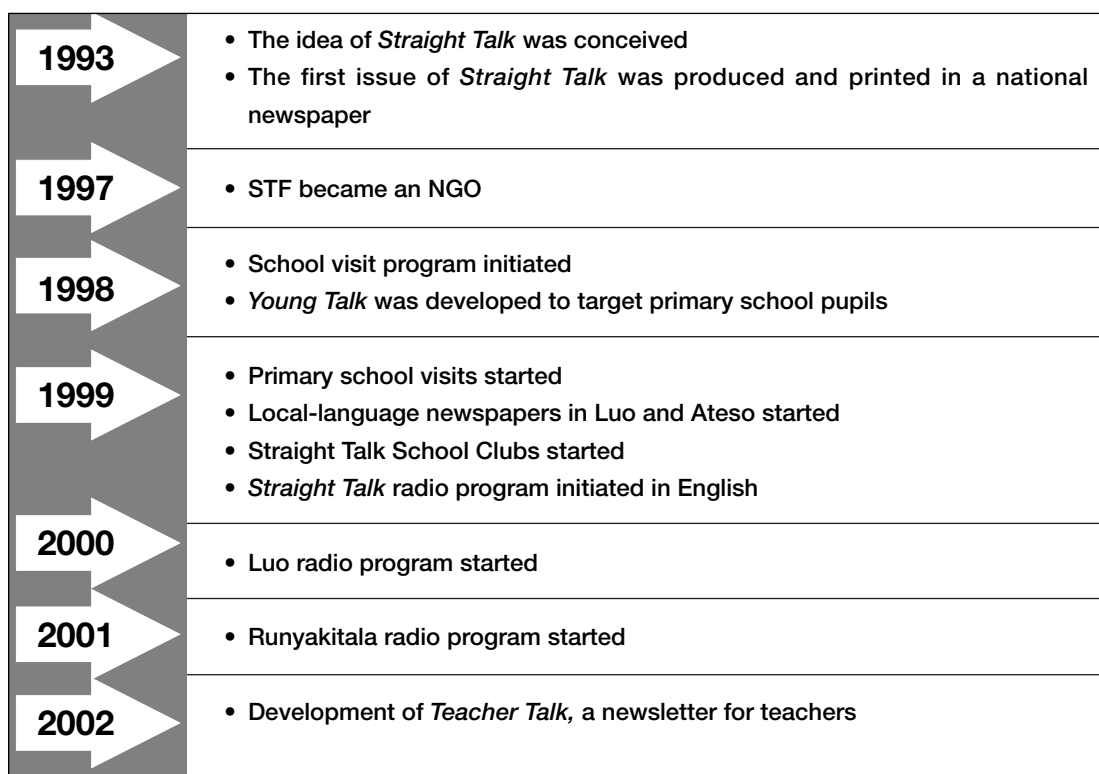 1993
• The idea of Straight Talk was conceived
• The first issue of Straight Talk was produced and printed in a national
newspaper
1997
• STF became an NGO
1998
• School visit program initiated
• Young Talk was developed to target primary school pupils
1999
• Primary school visits started
• Local-language newspapers in Luo and Ateso started
• Straight Talk School Clubs started
• Straight Talk radio program initiated in English
2000
• Luo radio program started
2001
• Runyakitala radio program started
2002
• Development of Teacher Talk, a newsletter for teachers